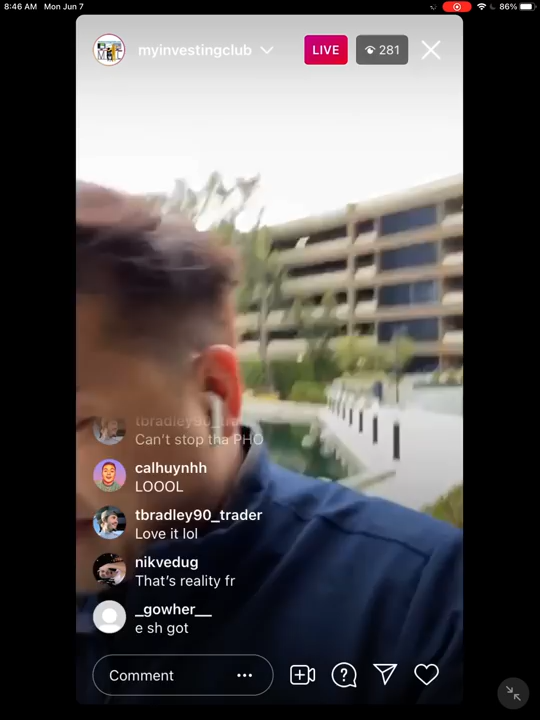 8:46 AM Mon Jun 7
86%
myinvestingclub
LIVE
281
tbradley90_tra
Can't stop tha PHO
calhuynhh
LOOOL
tbradley90_trader
Love it lol
nikvedug
That's reality fr
_gowher__
e sh got
Comment